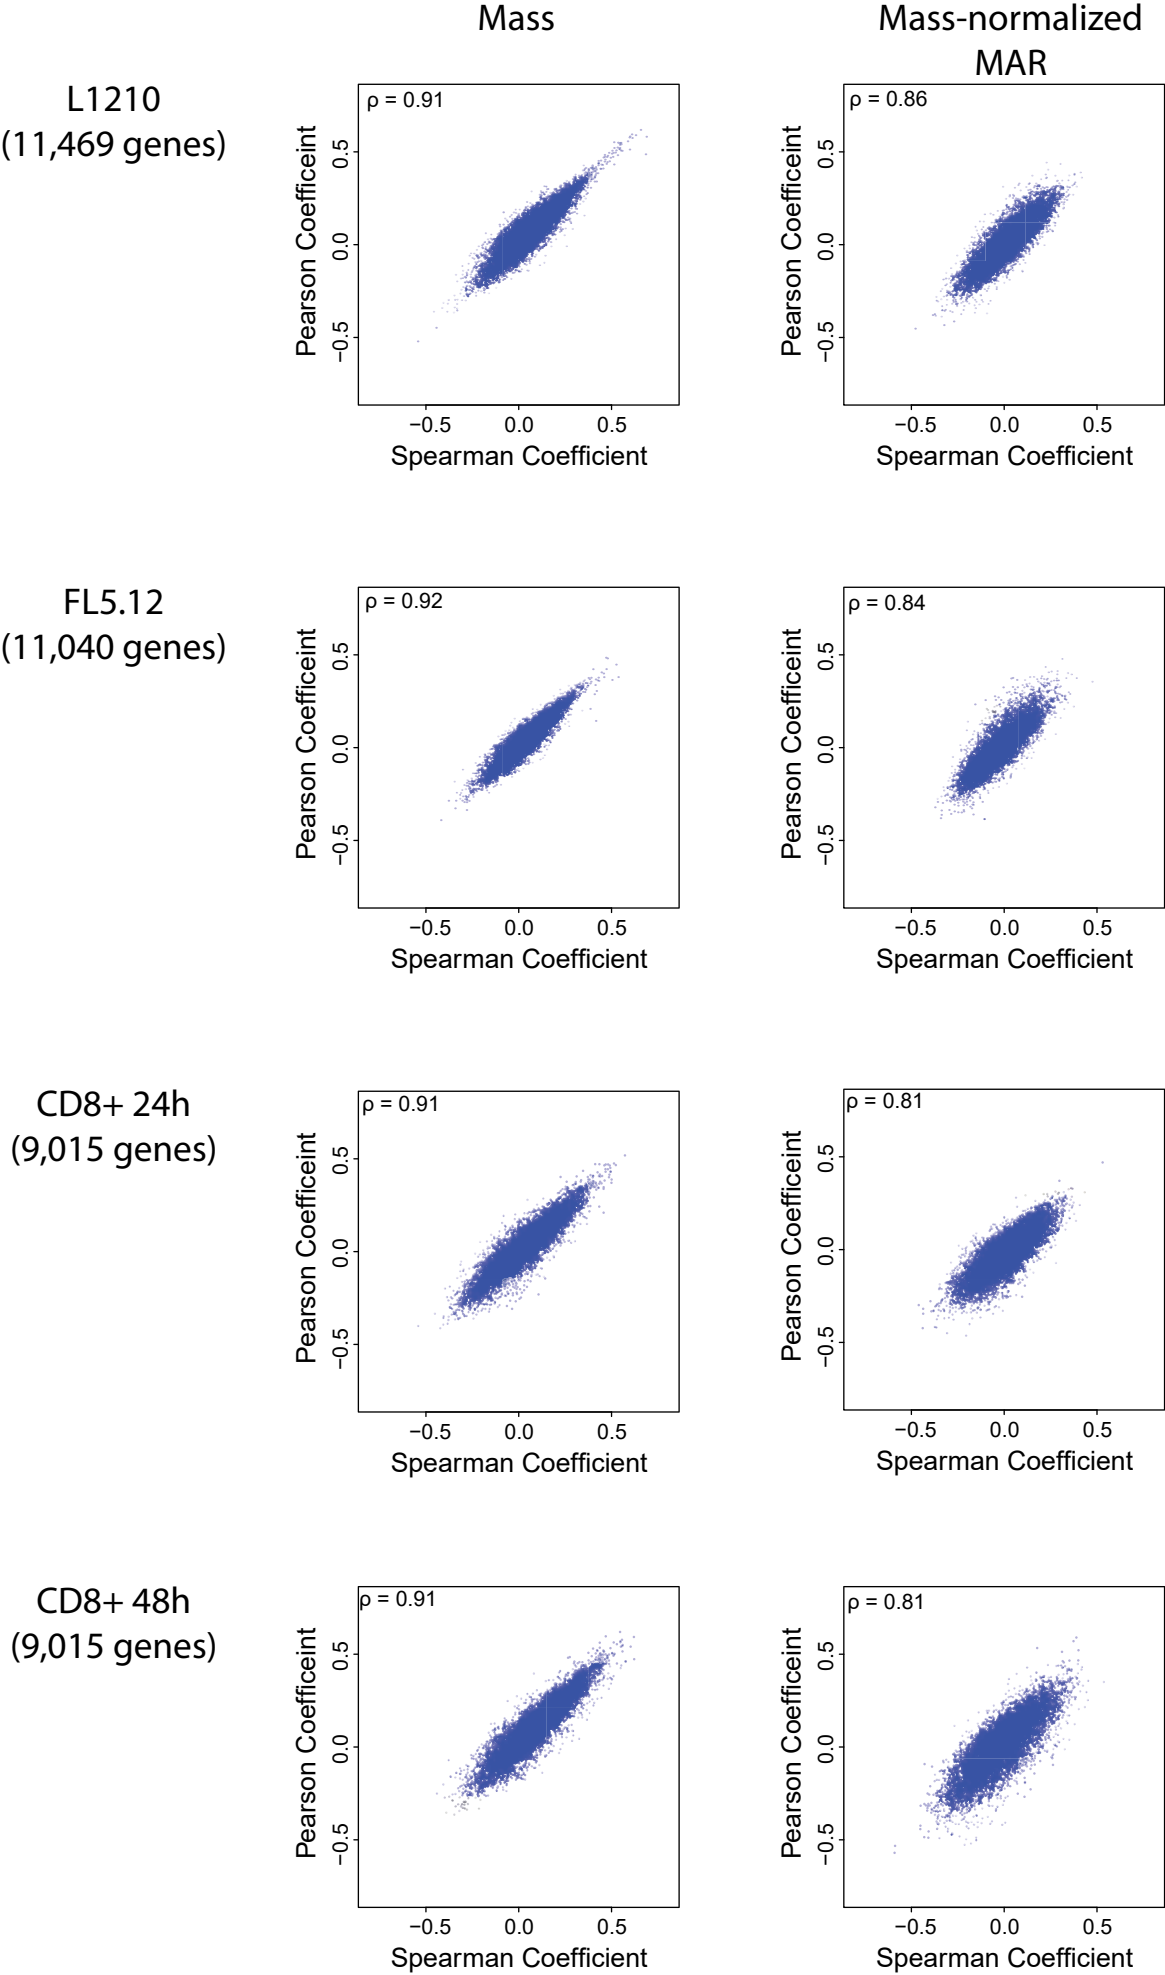 Mass
Mass-normalized
MAR
L1210
(11,469 genes)
ρ = 0.91
Pearson Coefficeint
0.5
0.0
−0.5
−0.5 0.0 0.5
Spearman Coefficient
ρ = 0.86
Pearson Coefficeint
0.5
0.0
−0.5
−0.5 0.0 0.5
Spearman Coefficient
FL5.12
(11,040 genes)
ρ = 0.92
Pearson Coefficeint
0.5
0.0
−0.5
−0.5 0.0 0.5
Spearman Coefficient
ρ = 0.84
Pearson Coefficeint
0.5
0.0
−0.5
−0.5 0.0 0.5
Spearman Coefficient
CD8+ 24h
(9,015 genes)
ρ = 0.91
Pearson Coefficeint
0.5
0.0
−0.5
−0.5 0.0 0.5
Spearman Coefficient
ρ = 0.81
Pearson Coefficeint
0.5
0.0
−0.5
−0.5 0.0 0.5
Spearman Coefficient
CD8+ 48h
(9,015 genes)
ρ = 0.91
Pearson Coefficeint
0.5
0.0
−0.5
−0.5 0.0 0.5
Spearman Coefficient
ρ = 0.81
Pearson Coefficeint
0.5
0.0
−0.5
−0.5 0.0 0.5
Spearman Coefficient